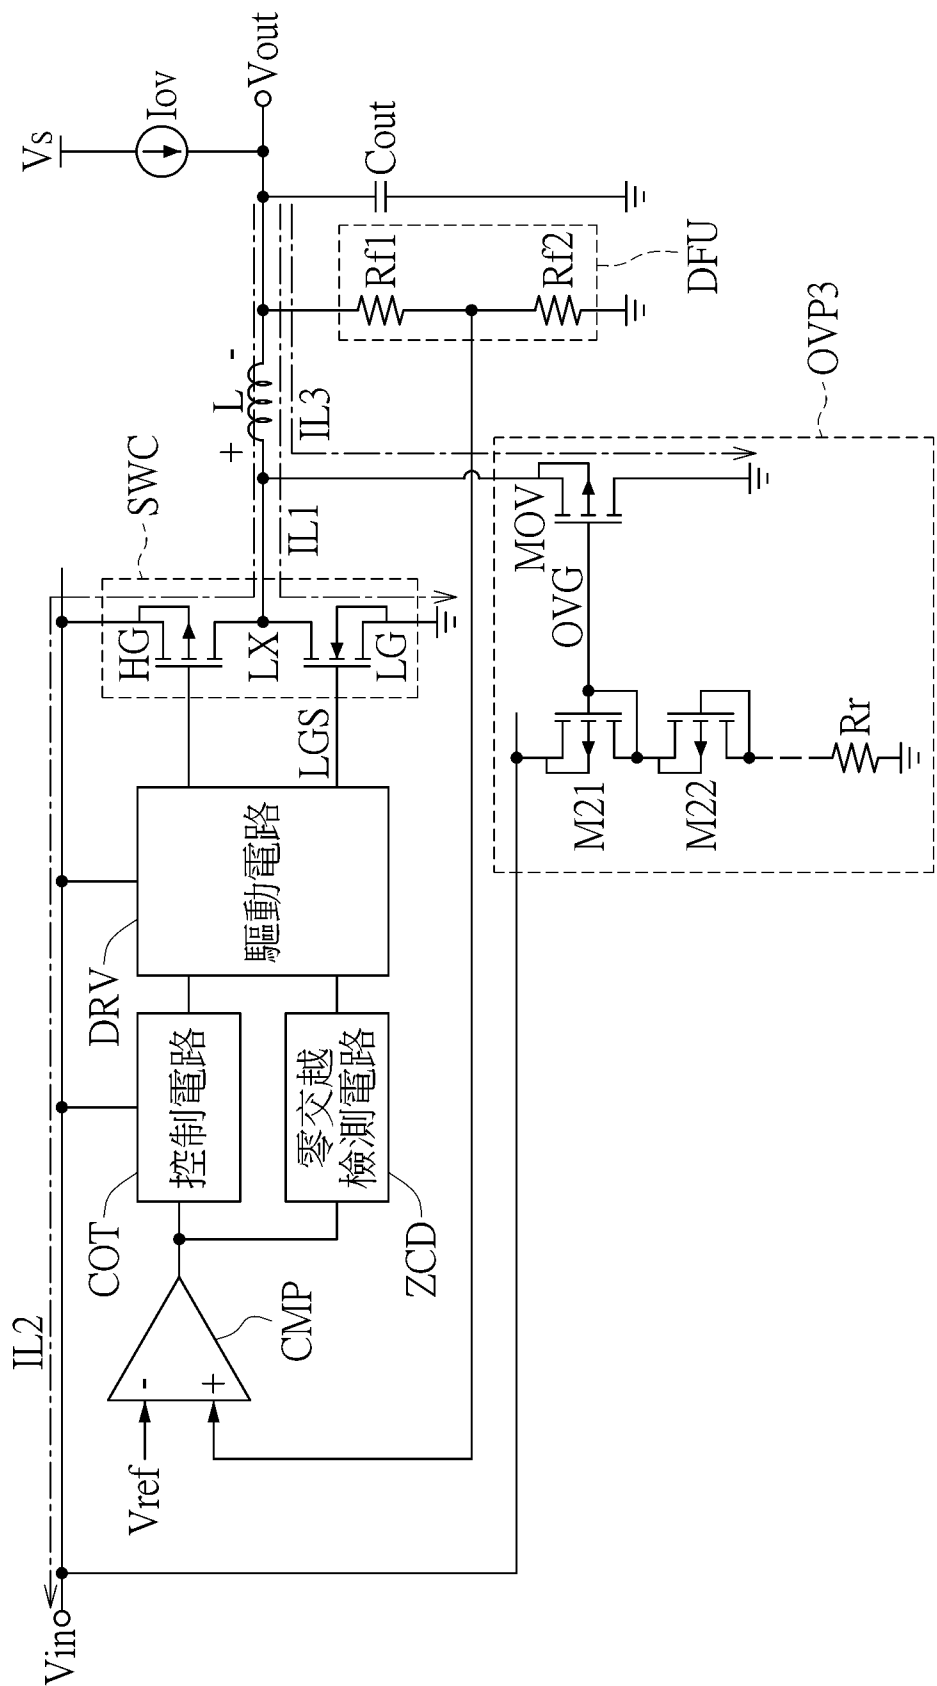 Vin
IL2
Vref
-
+
CMP
COT
控制電路
ZCD
零交越
檢測電路
DRV
驅動電路
LGS
HG
LX
LG
SWC
IL1
+
L
-
IL3
Vs
Iov
Vout
Cout
Rf1
Rf2
DFU
OVP3
MOV
OVG
M21
M22
Rr